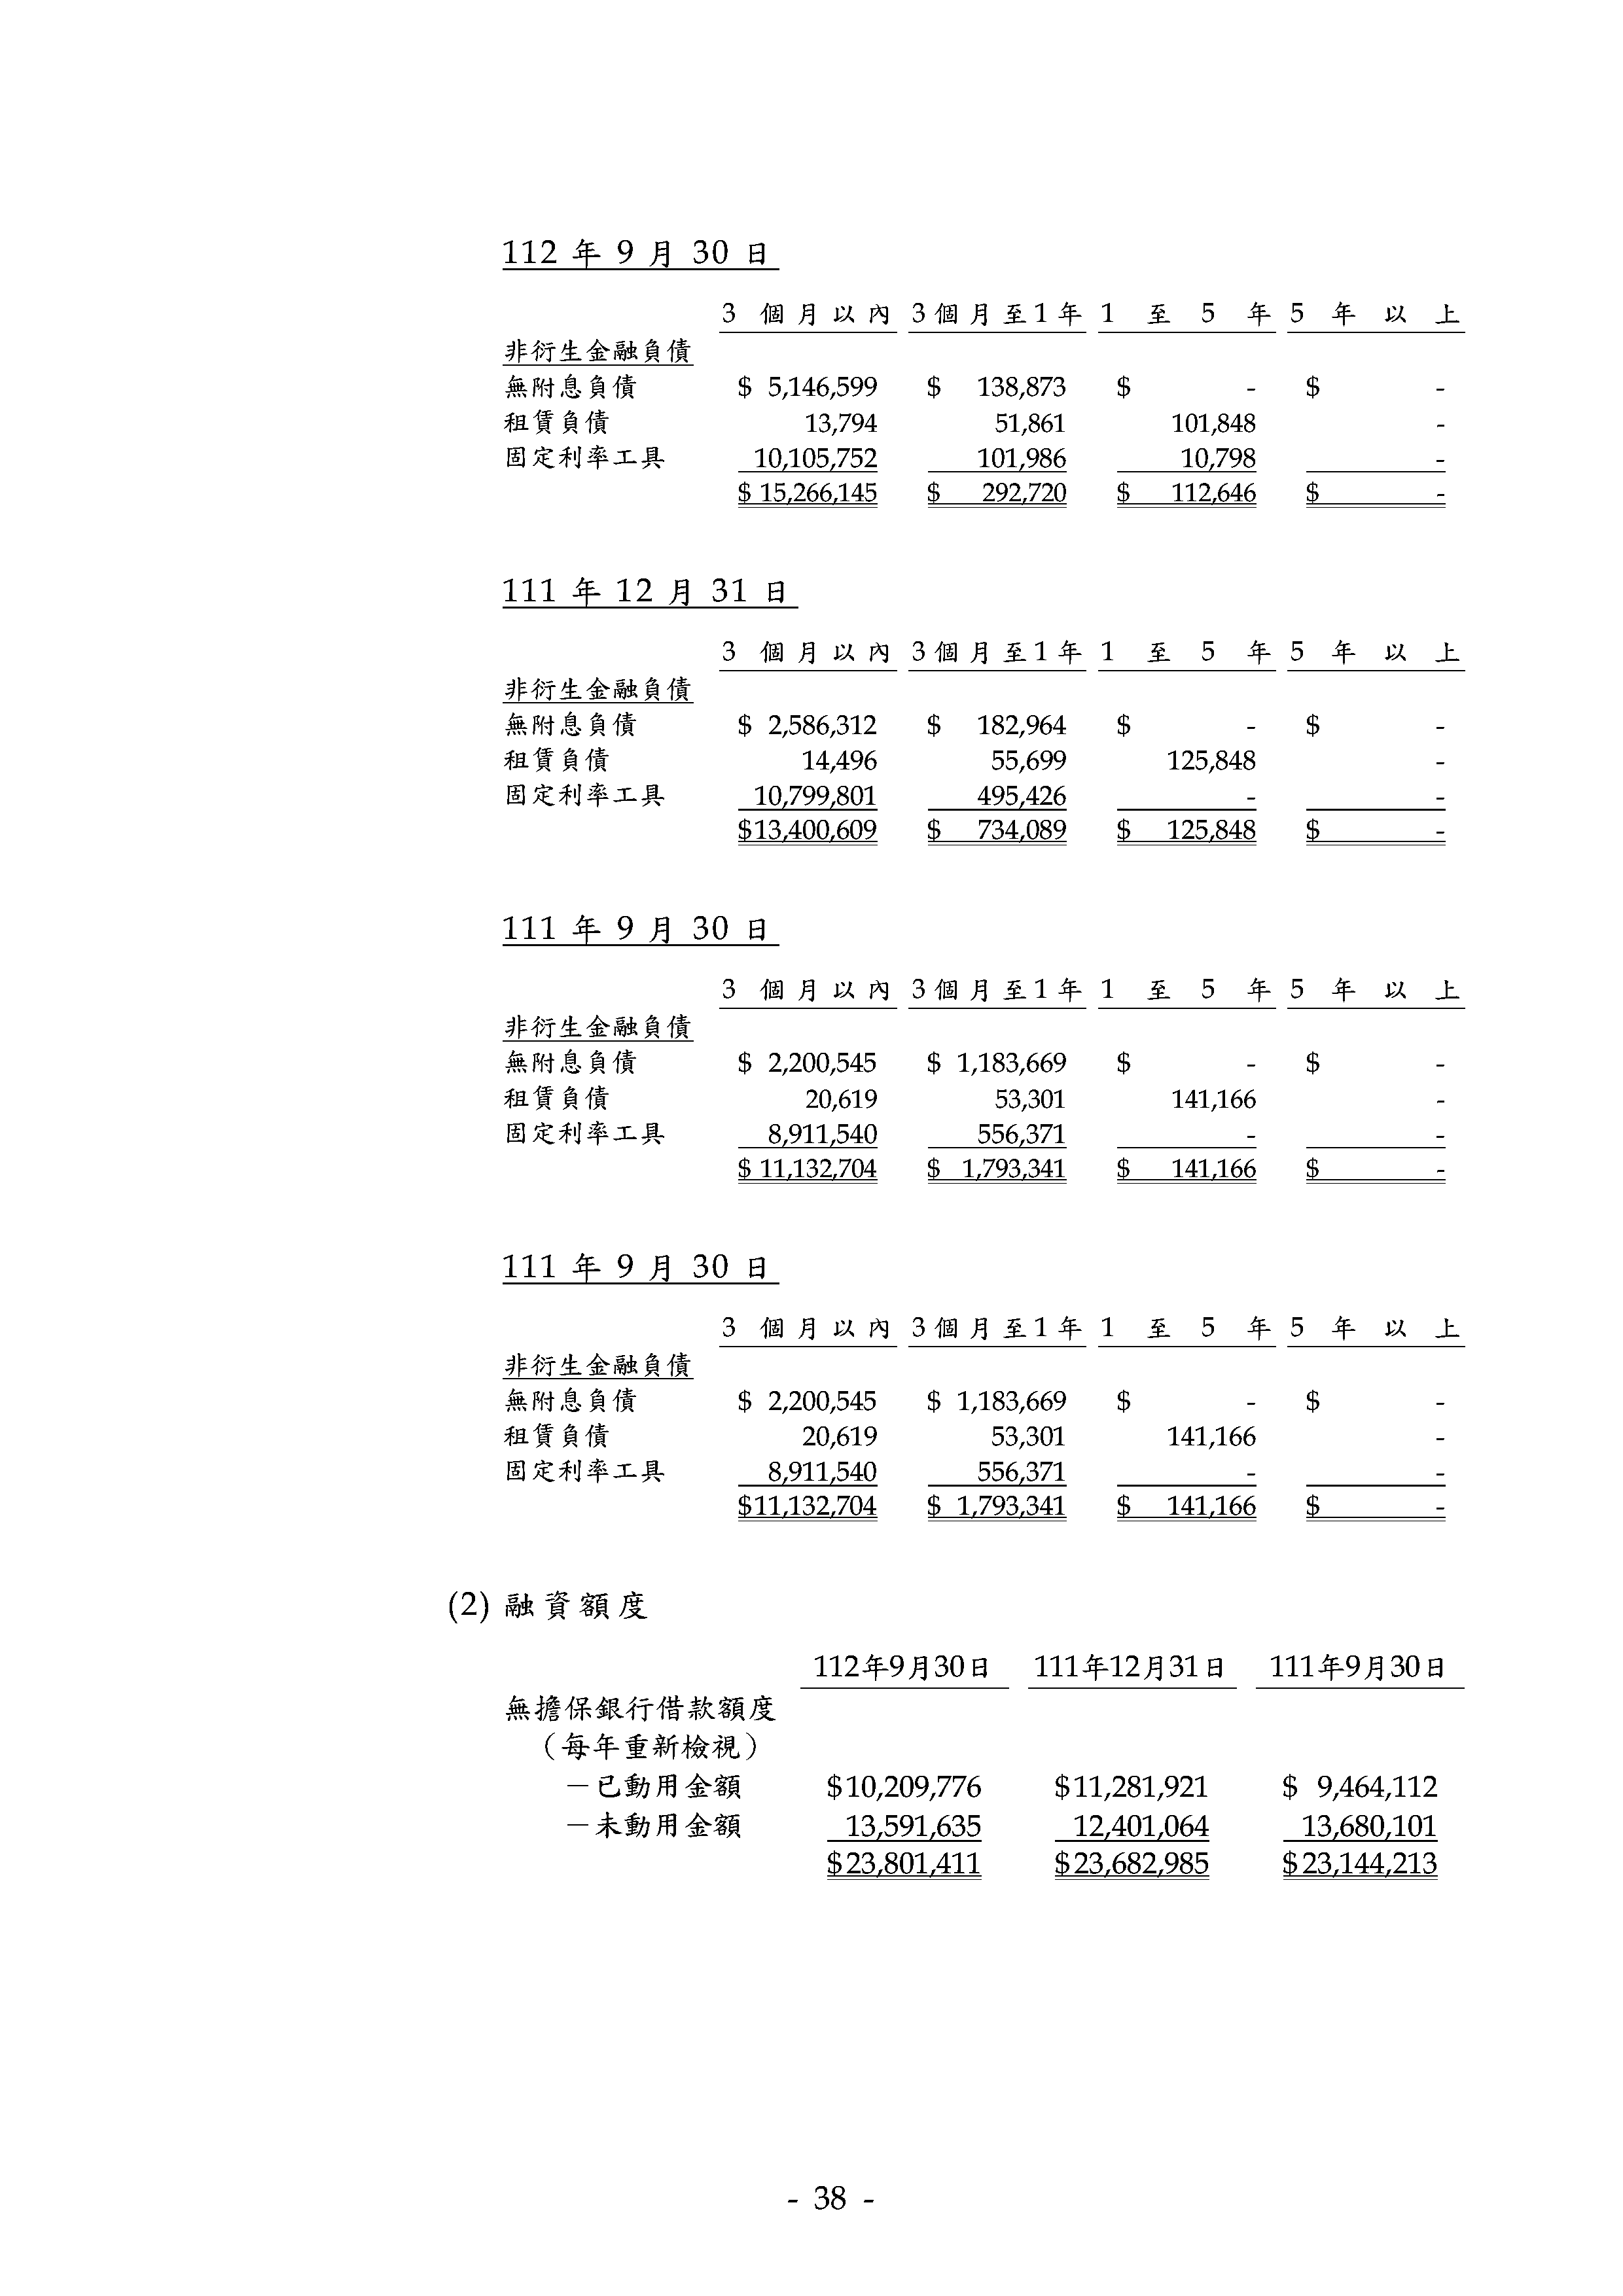 112 年 9 月 30 日
3 個月以內 3個月至1年 1 至 5 年 5 年 以 上
非衍生金融負債
無附息負債 $ 5,146,599 $ 138,873 $ - $ -
租賃負債 13,794 51,861 101,848 -
固定利率工具 10,105,752 101,986 10,798 -
$ 15,266,145 $ 292,720 $ 112,646 $ -
111 年 12 月 31 日
3 個月以內 3個月至1年 1 至 5 年 5 年 以 上
非衍生金融負債
無附息負債 $ 2,586,312 $ 182,964 $ - $ -
租賃負債 14,496 55,699 125,848 -
固定利率工具 10,799,801 495,426 - -
$13,400,609 $ 734,089 $ 125,848 $ -
111 年 9 月 30 日
3 個月以內 3個月至1年 1 至 5 年 5 年 以 上
非衍生金融負債
無附息負債 $ 2,200,545 $ 1,183,669 $ - $ -
租賃負債 20,619 53,301 141,166 -
固定利率工具 8,911,540 556,371 - -
$ 11,132,704 $ 1,793,341 $ 141,166 $ -
111 年 9 月 30 日
3 個月以內 3個月至1年 1 至 5 年 5 年 以 上
非衍生金融負債
無附息負債 $ 2,200,545 $ 1,183,669 $ - $ -
租賃負債 20,619 53,301 141,166 -
固定利率工具 8,911,540 556,371 - -
$11,132,704 $ 1,793,341 $ 141,166 $ -
(2) 融資額度
112年9月30日 111年12月31日 111年9月30日
無擔保銀行借款額度
（每年重新檢視）
－已動用金額 $10,209,776 $11,281,921 $ 9,464,112
－未動用金額 13,591,635 12,401,064 13,680,101
$23,801,411 $23,682,985 $23,144,213
- 38 -